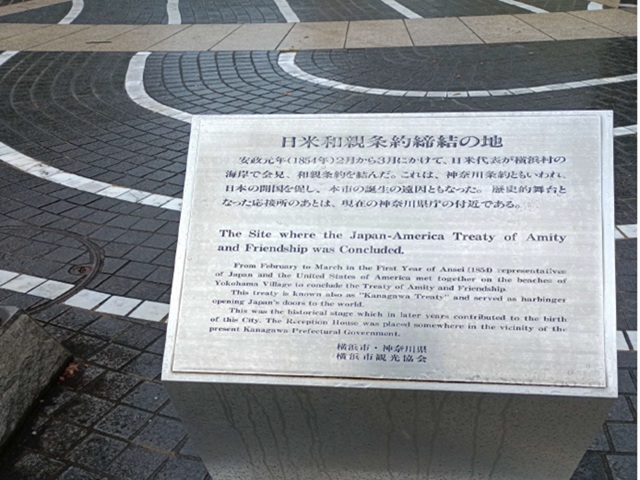 日米和親条約締結の地
安政元年(1854年)2月から3月にかけて、日米代表が横浜村の
海岸で会見、和親条約を結んだ。これは、神奈川条約ともいわれ、
日本の開国を促し、本市の誕生の遠因ともなった。歴史的舞台と
なった応接所のあとは、現在の神奈川県庁の付近である。
The Site where the Japan-America Treaty of Amity
and Friendship was Concluded.
From February to March in the First Year of Ansei (1854) representatives
of Japan and the United States of America met together on the beaches of
Yokohama Village to conclude the Treaty of Amity and Friendship.
This treaty is known also as "Kanagawa Treaty" and served as harbinger
opening Japan's doors to the world.
This was the historical stage which in later years contributed to the birth
of this City. The Reception House was placed somewhere in the vicinity of the
present Kanagawa Prefectural Government.
横浜市・神奈川県
横浜市観光協会